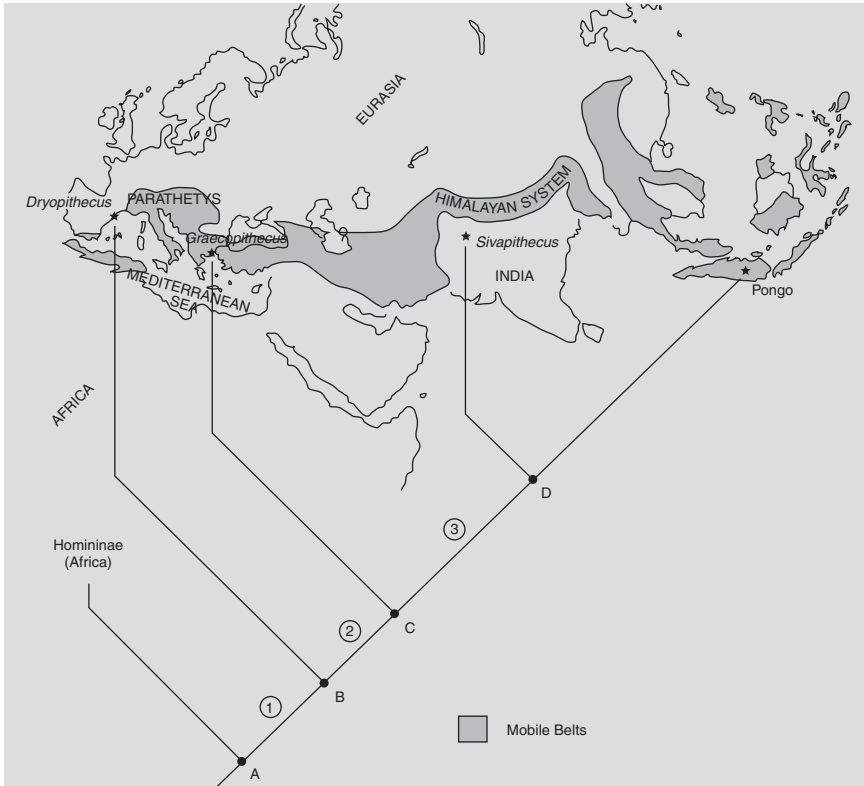 EURASIA
Dryopithecus
PARATHETYS
HIMALAYAN SYSTEM
Graecopithecus
Sivapithecus
INDIA
MEDITERRANEAN
SEA
Pongo
AFRICA
D
3
Homininae
(Africa)
C
2
B
1
Mobile Belts
A